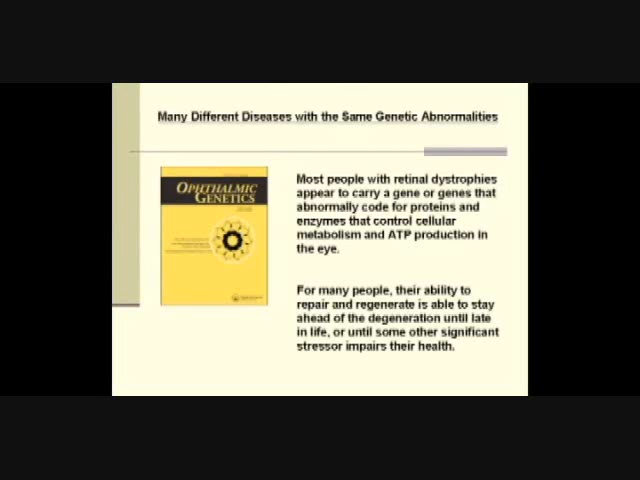 Many Different Diseases with the Same Genetic Abnormalities
OPHTHALMIC
GENETICS
Most people with retinal dystrophies
appear to carry a gene or genes that
abnormally code for proteins and
enzymes that control cellular
metabolism and ATP production in
the eye.
For many people, their ability to
repair and regenerate is able to stay
ahead of the degeneration until late
in life, or until some other significant
stressor impairs their health.